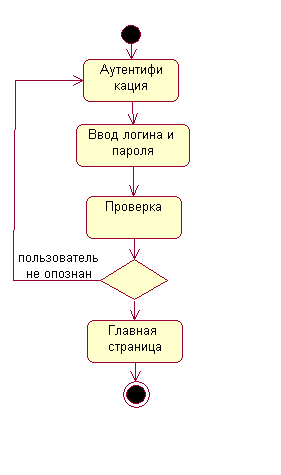 Аутентифи
кация
Ввод логина и
пароля
Проверка
пользователь
не опознан
Главная
страница